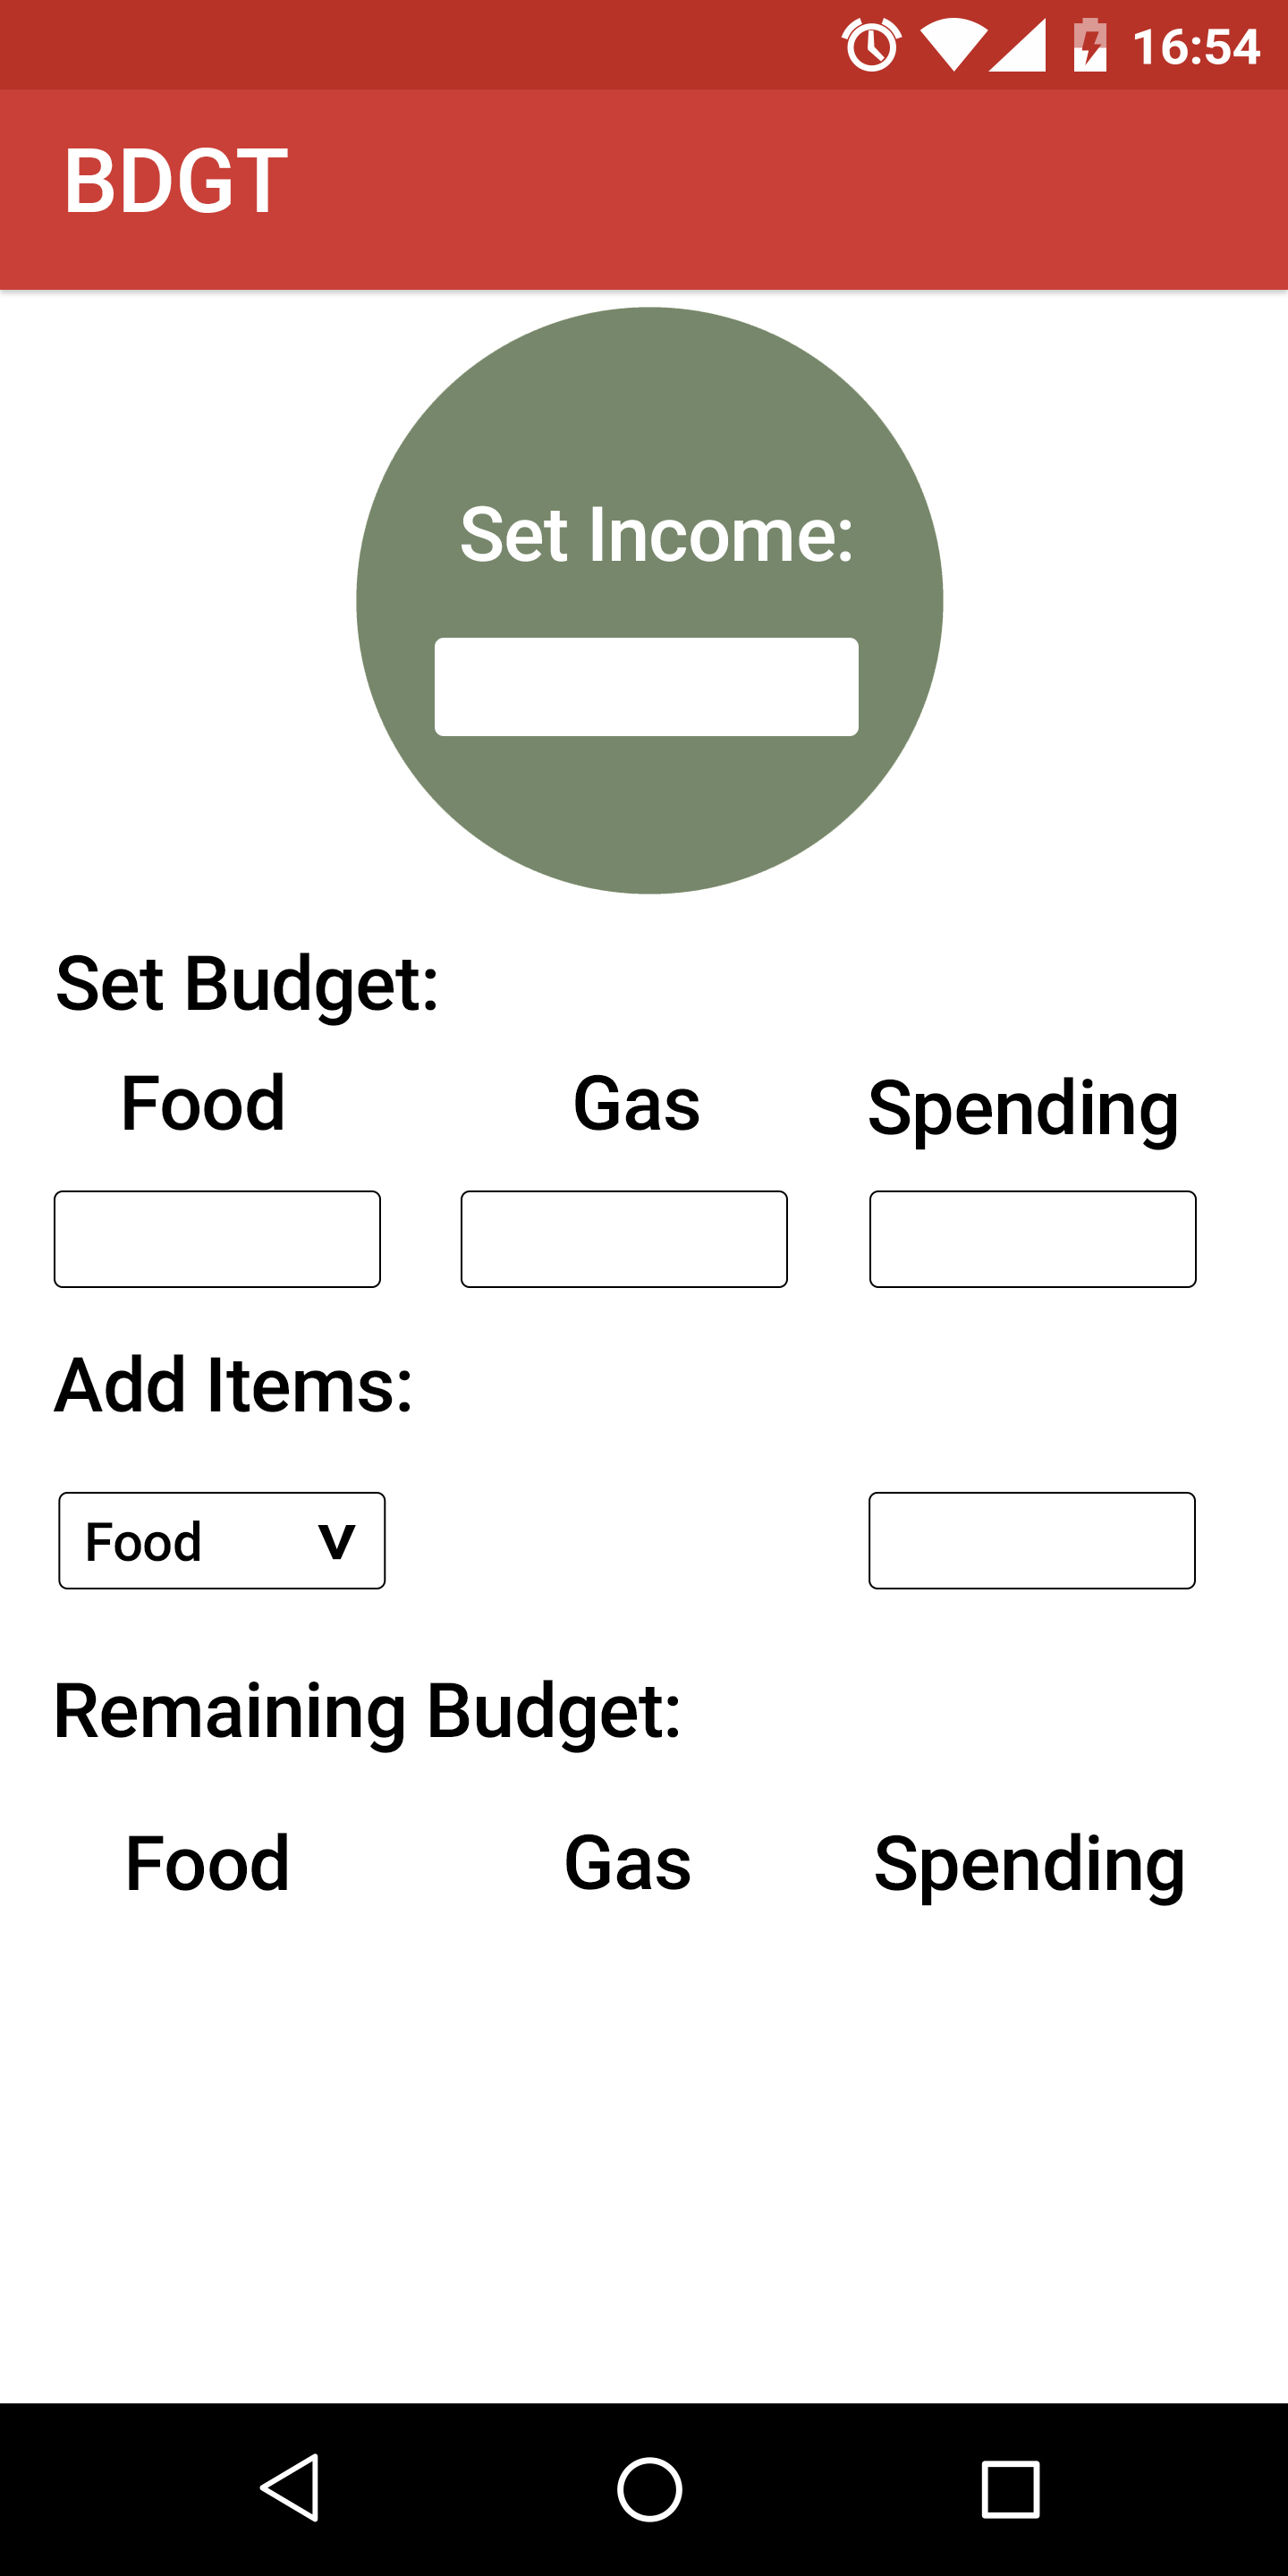 16:54
BDGT
Set Income:
Set Budget:
Food Gas Spending
Add Items:
Food V
Remaining Budget:
Food Gas Spending